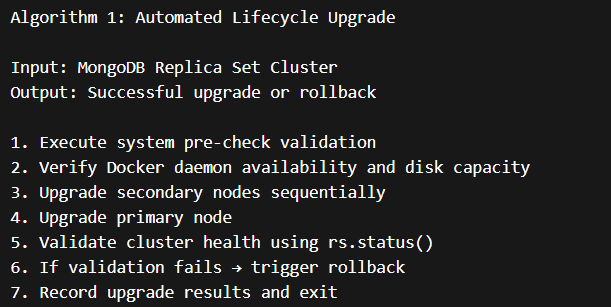 Algorithm 1: Automated Lifecycle Upgrade
Input: MongoDB Replica Set Cluster
Output: Successful upgrade or rollback
1. Execute system pre-check validation
2. Verify Docker daemon availability and disk capacity
3. Upgrade secondary nodes sequentially
4. Upgrade primary node
5. Validate cluster health using rs.status()
6. If validation fails → trigger rollback
7. Record upgrade results and exit